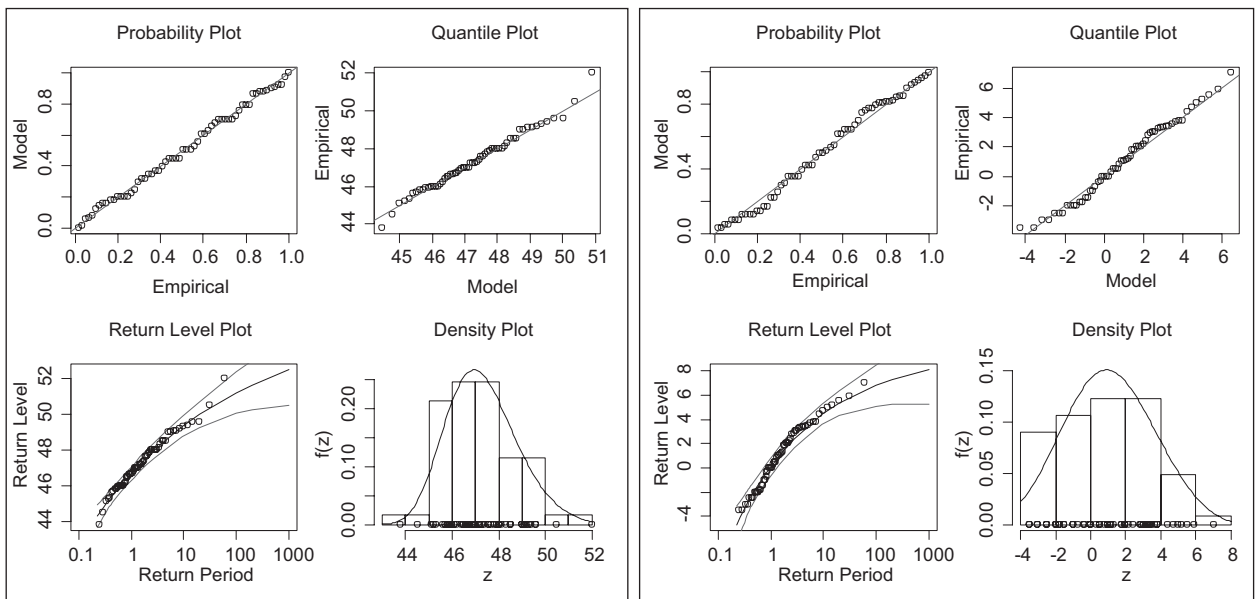 Probability Plot
Model
0.0 0.4 0.8
0.0 0.2 0.4 0.6 0.8 1.0
Empirical
Quantile Plot
Empirical
44 46 48 50 52
45 46 47 48 49 50 51
Model
Return Level Plot
Return Level
44 46 48 50 52
0.1 1 10 100 1000
Return Period
Density Plot
f(z)
0.00 0.10 0.20
44 46 48 50 52
z
Probability Plot
Model
0.0 0.4 0.8
0.0 0.2 0.4 0.6 0.8 1.0
Empirical
Quantile Plot
Empirical
-2 0 2 4 6
-4 -2 0 2 4 6
Model
Return Level Plot
Return Level
-4 0 2 4 6 8
0.1 1 10 100 1000
Return Period
Density Plot
f(z)
0.00 0.05 0.10 0.15
-4 -2 0 2 4 6 8
z